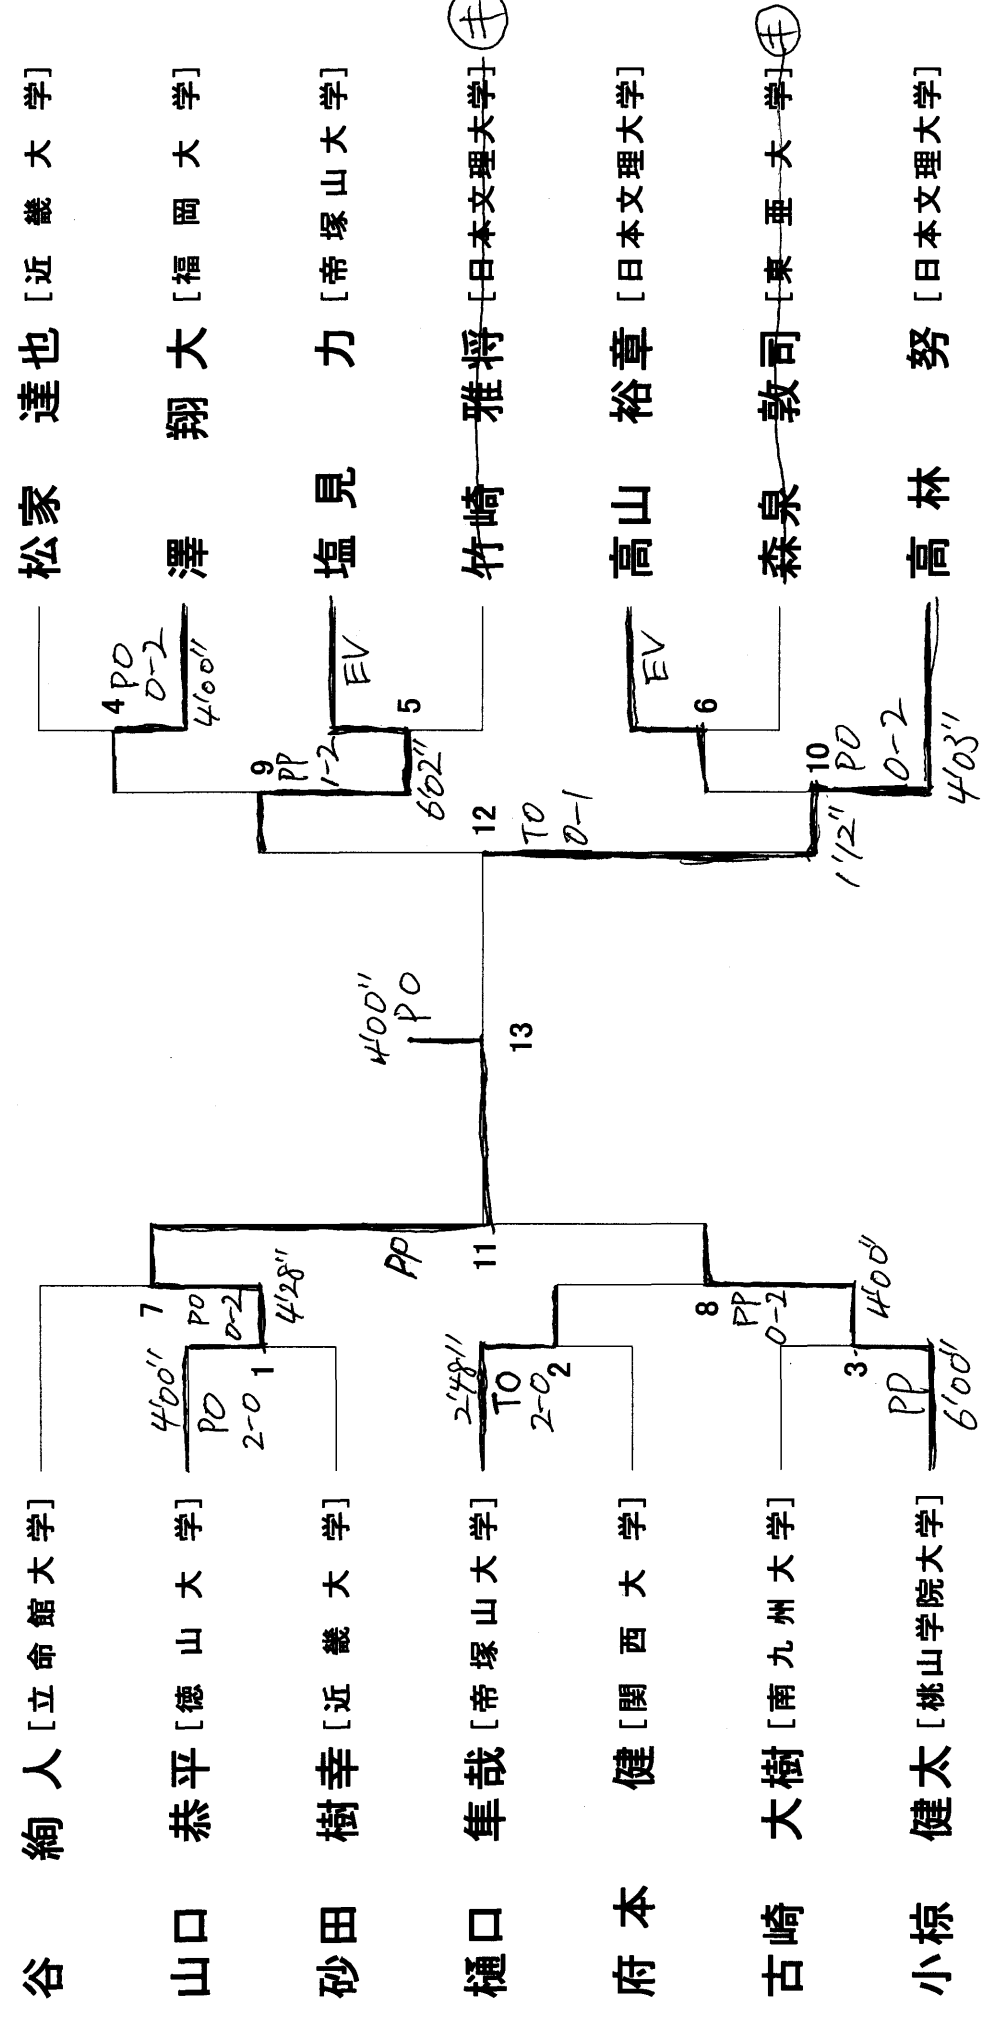 谷 絢人 [立命館大学]
山口 恭平 [徳山大学]
砂田 樹幸 [近畿大学]
樋口 隼哉 [帝塚山大学]
府本 健 [関西大学]
古崎 大樹 [南九州大学]
小椋 健太 [桃山学院大学]
4'00"
PO
2-0
1
2'48"
TO
2-0
2
3
PP
6'00"
7
PO
0-2
4'28"
8
PP
0-2
4'00"
PP
11
4'00"
PO
13
12
TO
0-1
9
PP
1-2
6'02"
10
PO
0-2
4'03"
1'12"
4
PO
0-2
4'00"
EV
5
EV
6
松家 達也 [近畿大学]
澤 翔大 [福岡大学]
塩見 力 [帝塚山大学]
竹崎 雅将 [日本文理大学] キ
高山 裕章 [日本文理大学]
森泉 敦司 [東亜大学] キ
高林 努 [日本文理大学]